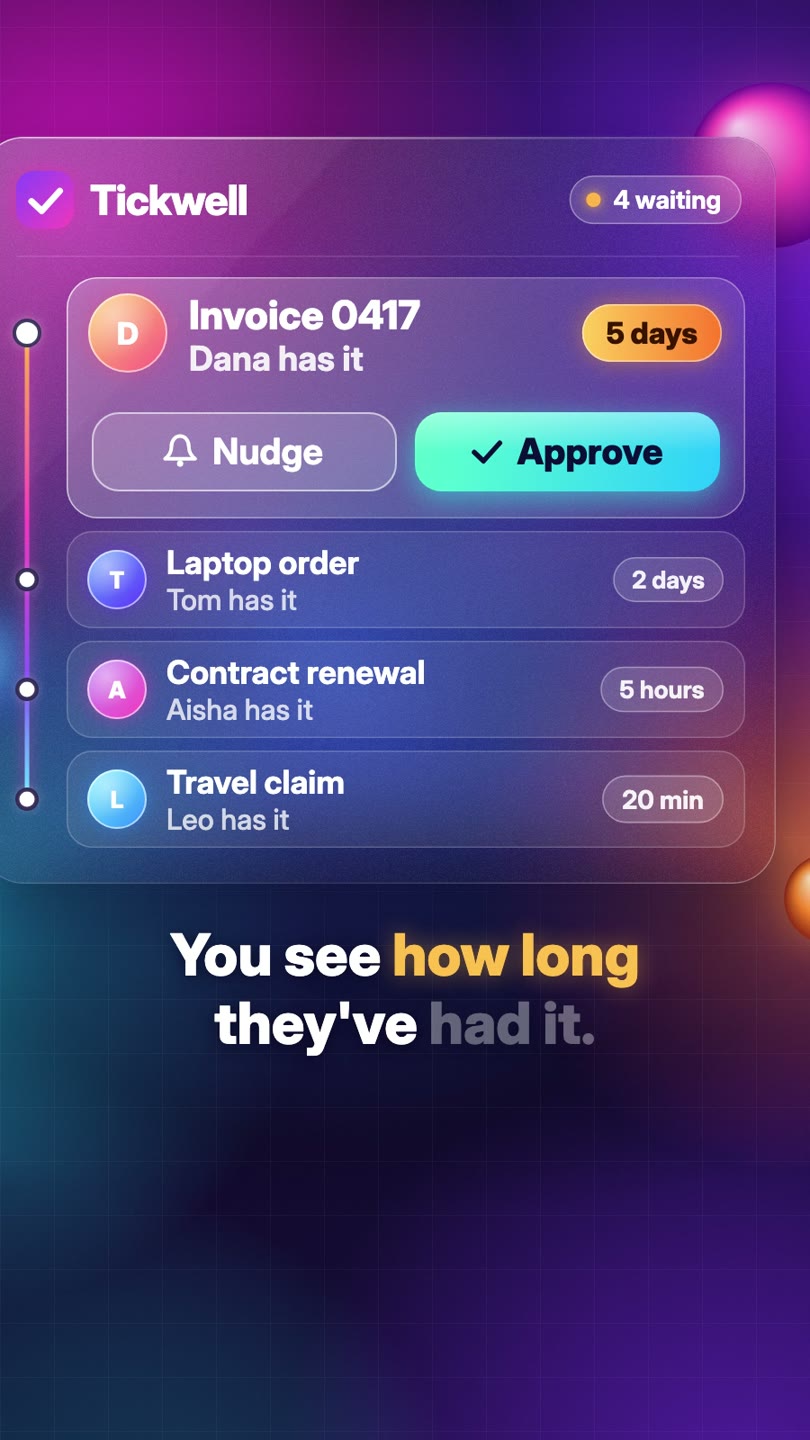 Tickwell
4 waiting
D
Invoice 0417
Dana has it
5 days
Nudge
Approve
T
Laptop order
Tom has it
2 days
A
Contract renewal
Aisha has it
5 hours
L
Travel claim
Leo has it
20 min
You see how long
they've had it.